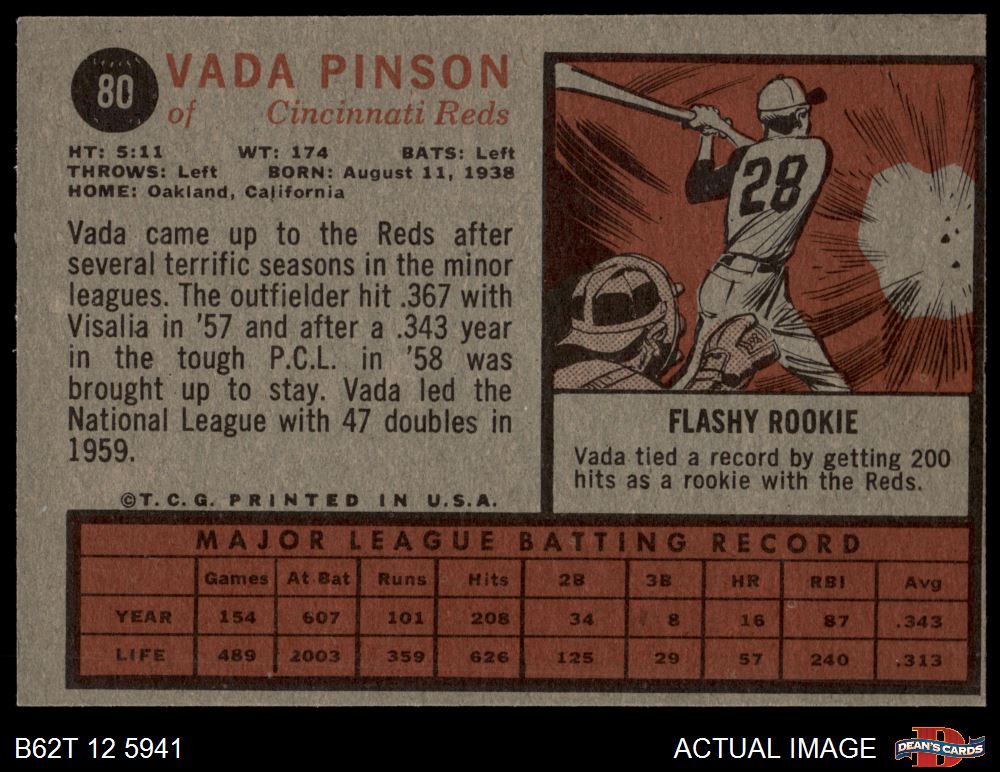 80
VADA PINSON
of Cincinnati Reds
HT: 5:11 WT: 174 BATS: Left
THROWS: Left BORN: August 11, 1938
HOME: Oakland, California
Vada came up to the Reds after
several terrific seasons in the minor
leagues. The outfielder hit .367 with
Visalia in '57 and after a .343 year
in the tough P.C.L. in '58 was
brought up to stay. Vada led the
National League with 47 doubles in
1959.
©T.C.G. PRINTED IN U.S.A.
28
FLASHY ROOKIE
Vada tied a record by getting 200
hits as a rookie with the Reds.
MAJOR LEAGUE BATTING RECORD
Games At Bat Runs Hits 2B 3B HR RBI Avg
YEAR 154 607 101 208 34 8 16 87 .343
LIFE 489 2003 359 626 125 29 57 240 .313
B62T 12 5941
ACTUAL IMAGE
D
DEAN'S CARDS